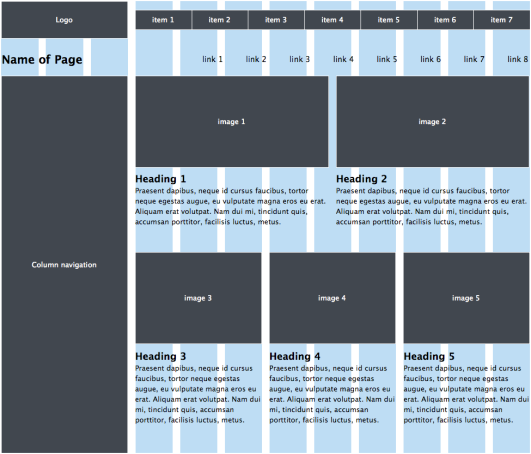 Logo
item 1 item 2 item 3 item 4 item 5 item 6 item 7
Name of Page
link 1 link 2 link 3 link 4 link 5 link 6 link 7 link 8
Column navigation
image 1
image 2
Heading 1
Praesent dapibus, neque id cursus faucibus, tortor
neque egestas augue, eu vulputate magna eros eu erat.
Aliquam erat volutpat. Nam dui mi, tincidunt quis,
accumsan porttitor, facilisis luctus, metus.
Heading 2
Praesent dapibus, neque id cursus faucibus, tortor
neque egestas augue, eu vulputate magna eros eu erat.
Aliquam erat volutpat. Nam dui mi, tincidunt quis,
accumsan porttitor, facilisis luctus, metus.
image 3
image 4
image 5
Heading 3
Praesent dapibus, neque id cursus
faucibus, tortor neque egestas
augue, eu vulputate magna eros eu
erat. Aliquam erat volutpat. Nam dui
mi, tincidunt quis, accumsan
porttitor, facilisis luctus, metus.
Heading 4
Praesent dapibus, neque id cursus
faucibus, tortor neque egestas
augue, eu vulputate magna eros eu
erat. Aliquam erat volutpat. Nam dui
mi, tincidunt quis, accumsan
porttitor, facilisis luctus, metus.
Heading 5
Praesent dapibus, neque id cursus
faucibus, tortor neque egestas
augue, eu vulputate magna eros eu
erat. Aliquam erat volutpat. Nam dui
mi, tincidunt quis, accumsan
porttitor, facilisis luctus, metus.